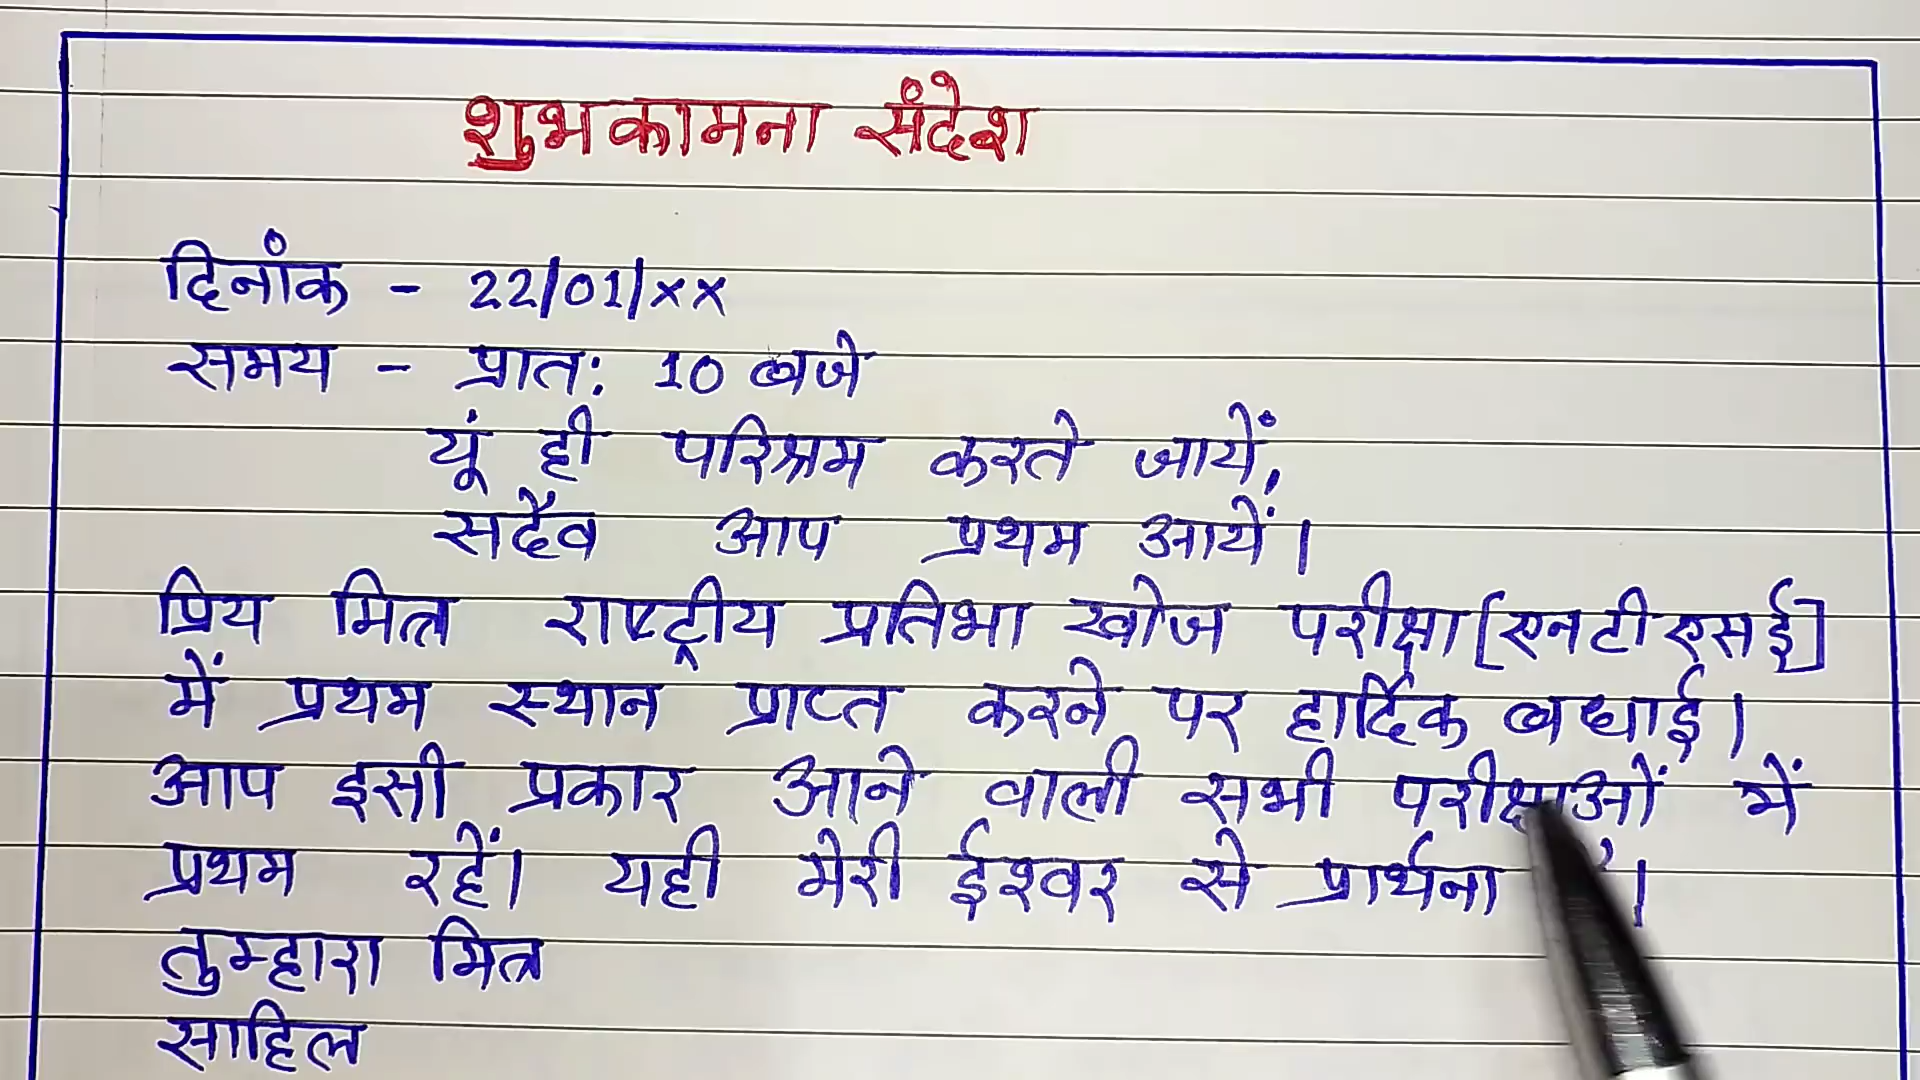 शुभकामना संदेश
दिनांक - 22/01/xx
समय - प्रात: 10 बजे
यूं ही परिश्रम करते जायें,
सदैव आप प्रथम आयें।
प्रिय मित्र राष्ट्रीय प्रतिभा खोज परीक्षा [एनटीएसई]
में प्रथम स्थान प्राप्त करने पर हार्दिक बधाई।
आप इसी प्रकार आने वाली सभी परीक्षाओं में
प्रथम रहें। यही मेरी ईश्वर से प्रार्थना ।
तुम्हारा मित्र
साहिल